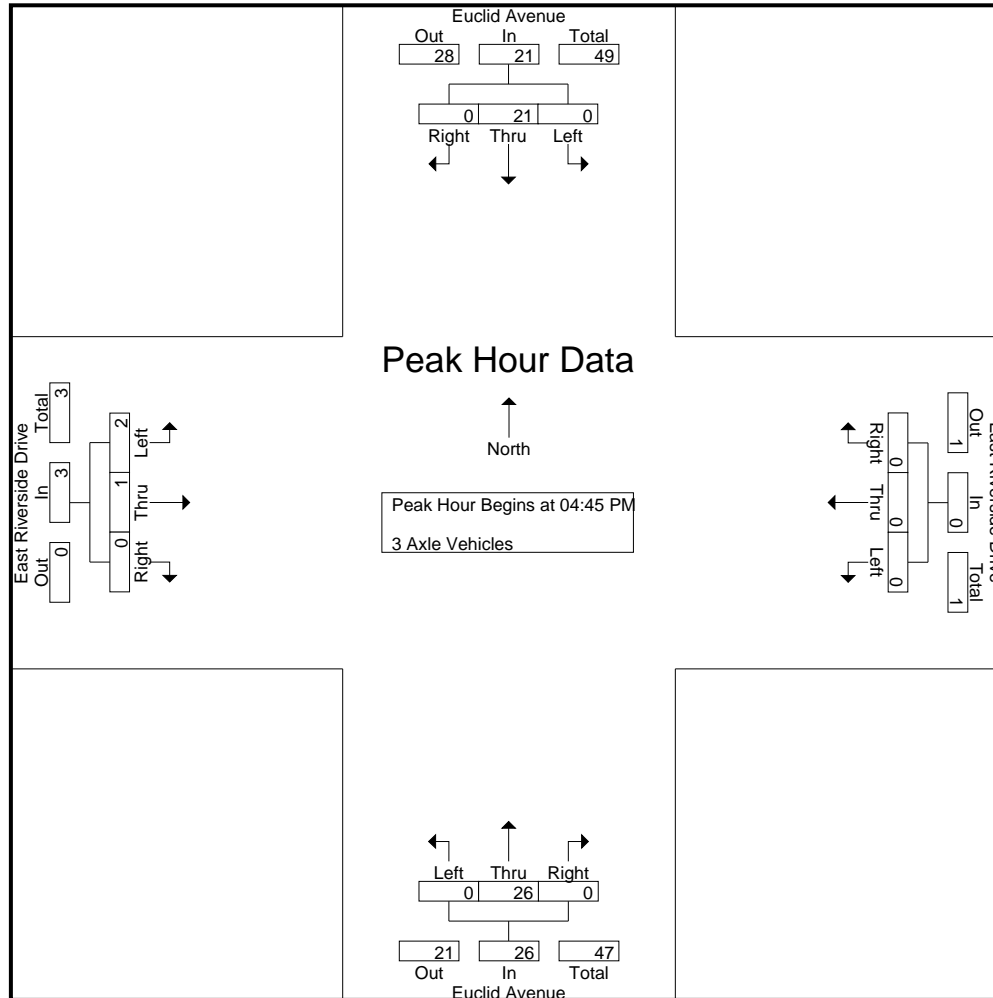 Euclid Avenue
Out In Total
28 21 49
0 21 0
Right Thru Left
Peak Hour Data
North
Peak Hour Begins at 04:45 PM
3 Axle Vehicles
East Riverside Drive
Out In Total
0 3 3
Right Thru Left
0 1 2
East Riverside Drive
Out In Total
1 0 1
Right Thru Left
0 0 0
Left Thru Right
0 26 0
21 26 47
Out In Total
Euclid Avenue